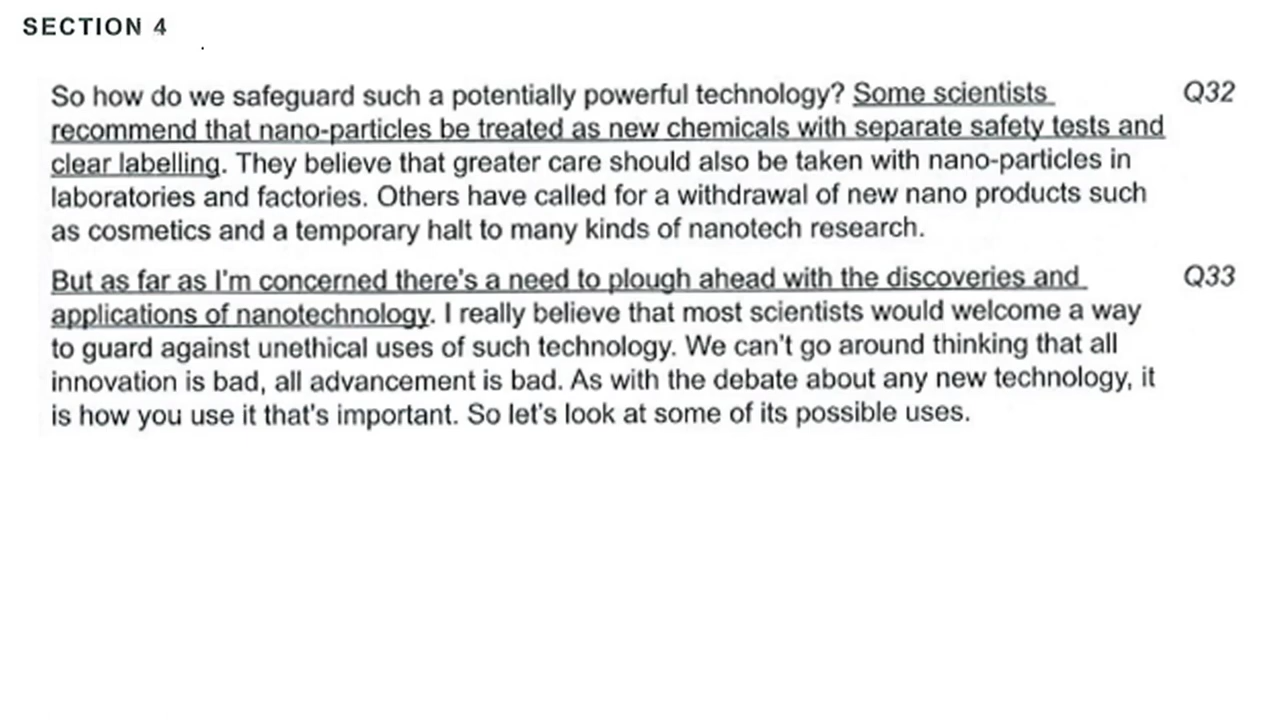 SECTION 4
So how do we safeguard such a potentially powerful technology? Some scientists Q32
recommend that nano-particles be treated as new chemicals with separate safety tests and
clear labelling. They believe that greater care should also be taken with nano-particles in
laboratories and factories. Others have called for a withdrawal of new nano products such
as cosmetics and a temporary halt to many kinds of nanotech research.
But as far as I'm concerned there's a need to plough ahead with the discoveries and Q33
applications of nanotechnology. I really believe that most scientists would welcome a way
to guard against unethical uses of such technology. We can't go around thinking that all
innovation is bad, all advancement is bad. As with the debate about any new technology, it
is how you use it that's important. So let's look at some of its possible uses.